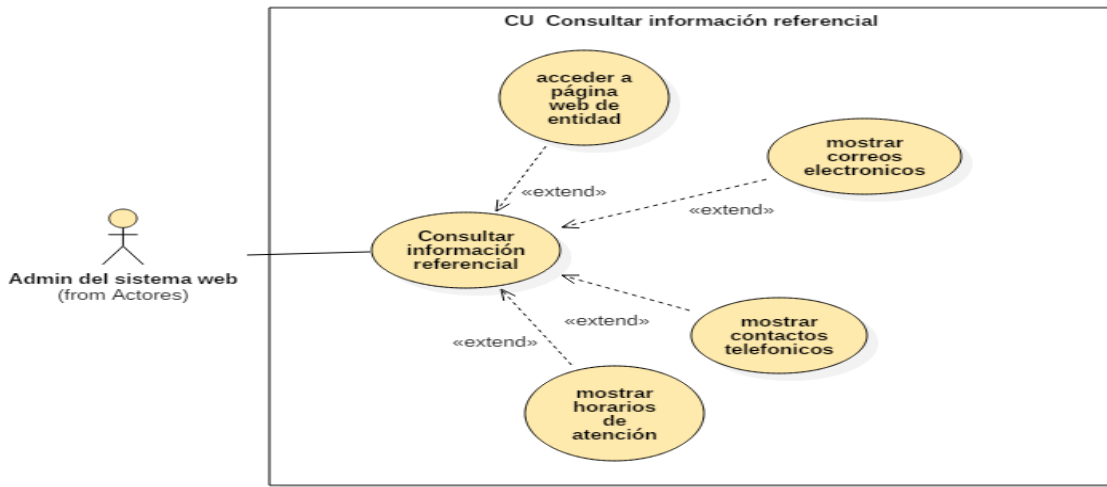 CU Consultar información referencial
acceder a
página
web de
entidad
mostrar
correos
electronicos
«extend»
«extend»
Consultar
información
referencial
Admin del sistema web
(from Actores)
«extend»
«extend»
mostrar
contactos
telefonicos
mostrar
horarios
de
atención